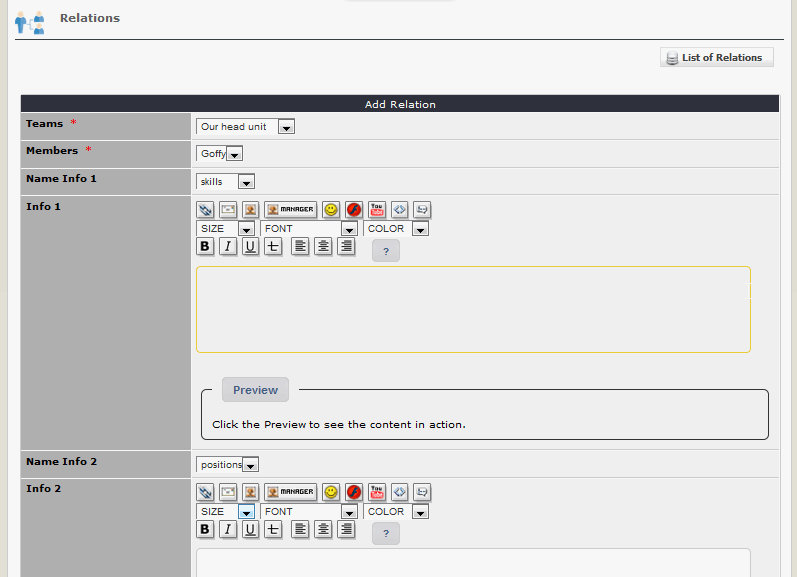 Relations
List of Relations
Add Relation
Teams *
Our head unit
Members *
Goffy
Name Info 1
skills
Info 1
MANAGER
You Tube
SIZE FONT COLOR
B I U T
?
Preview
Click the Preview to see the content in action.
Name Info 2
positions
Info 2
MANAGER
You Tube
SIZE FONT COLOR
B I U T
?